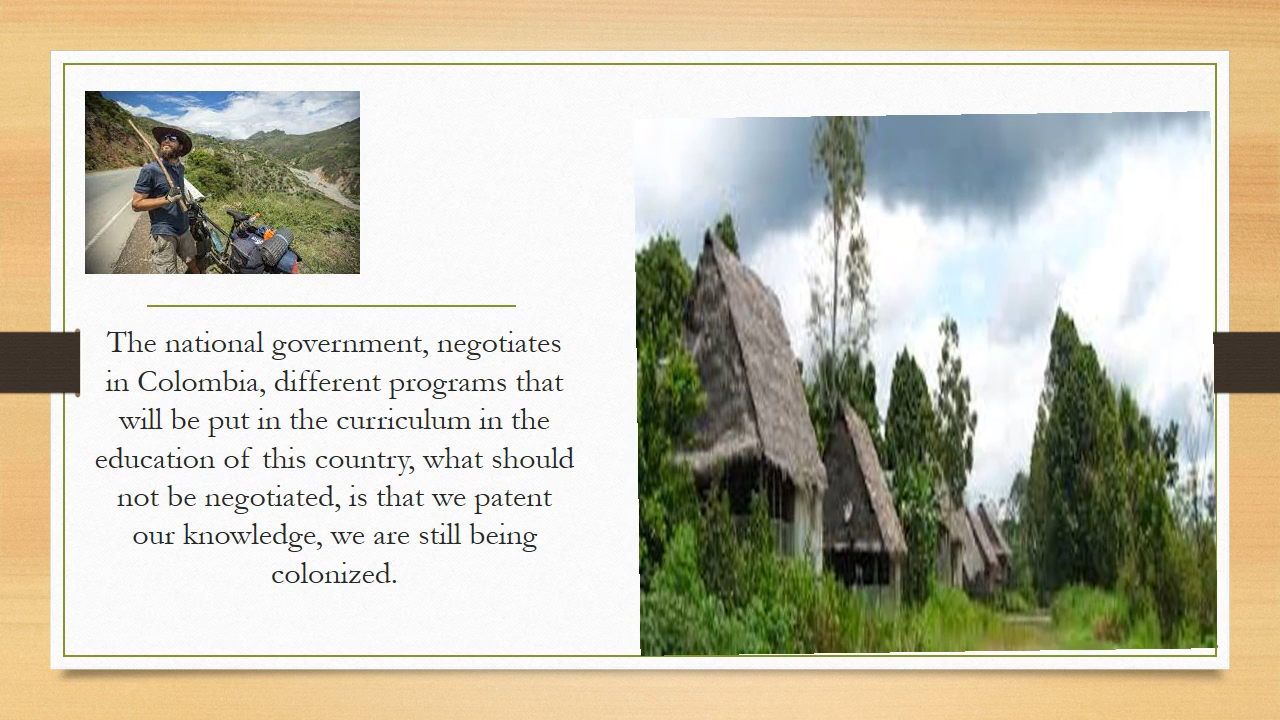 The national government, negotiates
in Colombia, different programs that
will be put in the curriculum in the
education of this country, what should
not be negotiated, is that we patent
our knowledge, we are still being
colonized.